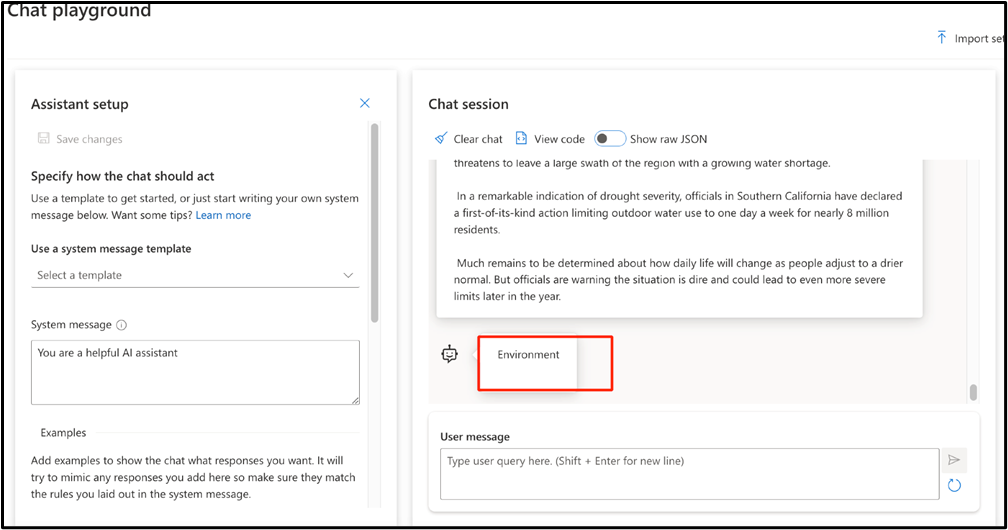 Chat playground
Import set
Assistant setup
Save changes
Specify how the chat should act
Use a template to get started, or just start writing your own system
message below. Want some tips? Learn more
Use a system message template
Select a template
System message
You are a helpful AI assistant
Examples
Add examples to show the chat what responses you want. It will
try to mimic any responses you add here so make sure they match
the rules you laid out in the system message.
Chat session
Clear chat
View code
Show raw JSON
threatens to leave a large swath of the region with a growing water shortage.
In a remarkable indication of drought severity, officials in Southern California have declared
a first-of-its-kind action limiting outdoor water use to one day a week for nearly 8 million
residents.
Much remains to be determined about how daily life will change as people adjust to a drier
normal. But officials are warning the situation is dire and could lead to even more severe
limits later in the year.
Environment
User message
Type user query here. (Shift + Enter for new line)